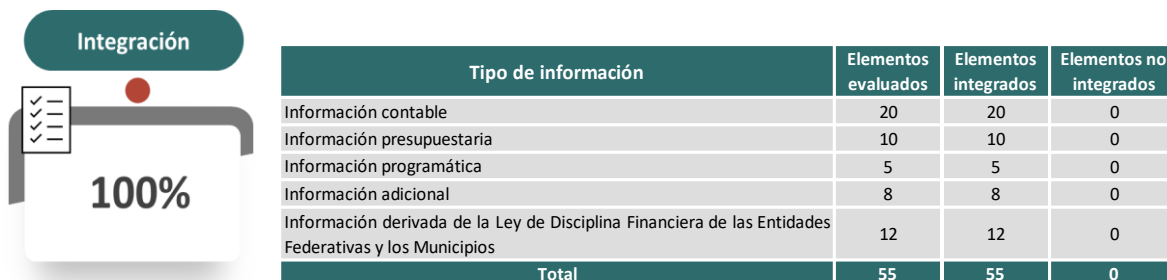 Integración
100%
Tipo de información
Elementos evaluados
Elementos integrados
Elementos no integrados
Información contable 20 20 0
Información presupuestaria 10 10 0
Información programática 5 5 0
Información adicional 8 8 0
Información derivada de la Ley de Disciplina Financiera de las Entidades
Federativas y los Municipios 12 12 0
Total 55 55 0